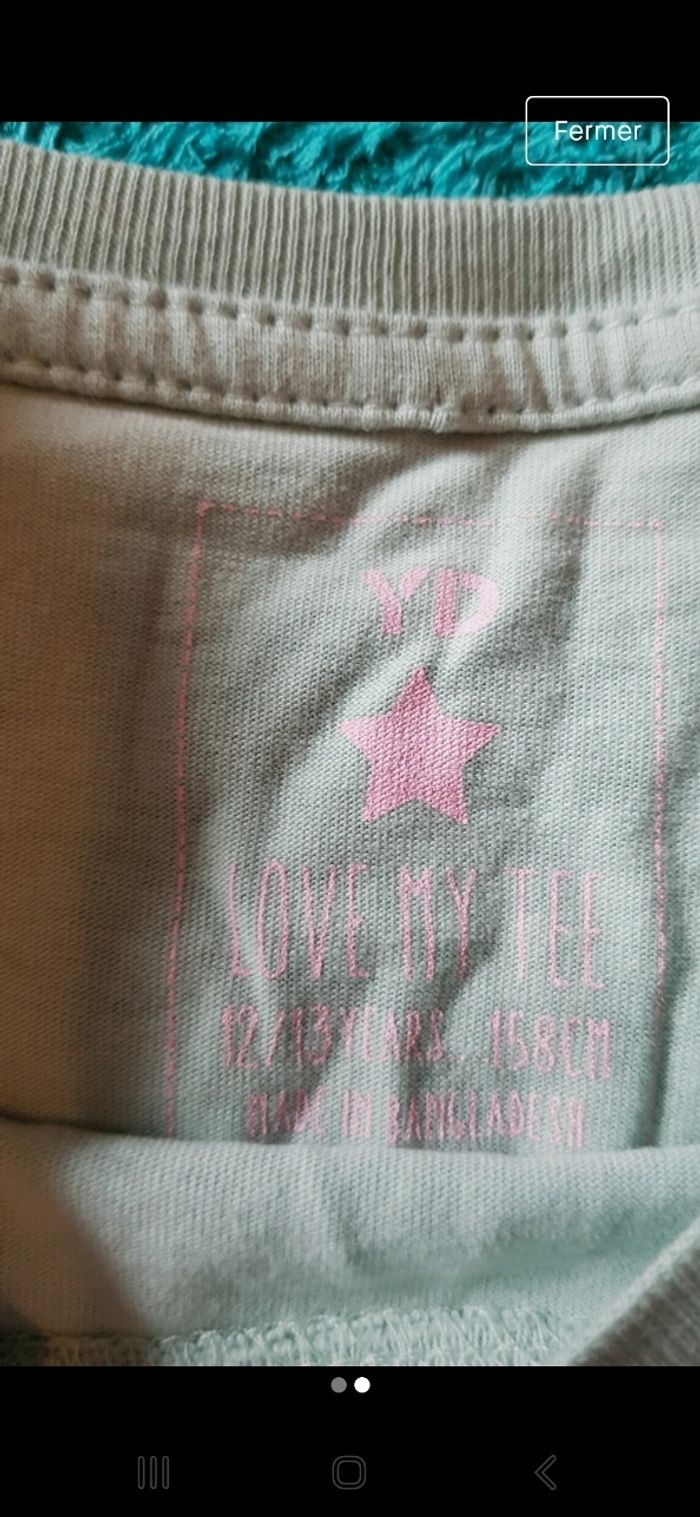 Fermer
YD
LOVE MY TEE
12/13 YEARS...158CM
MADE IN BANGLADESH